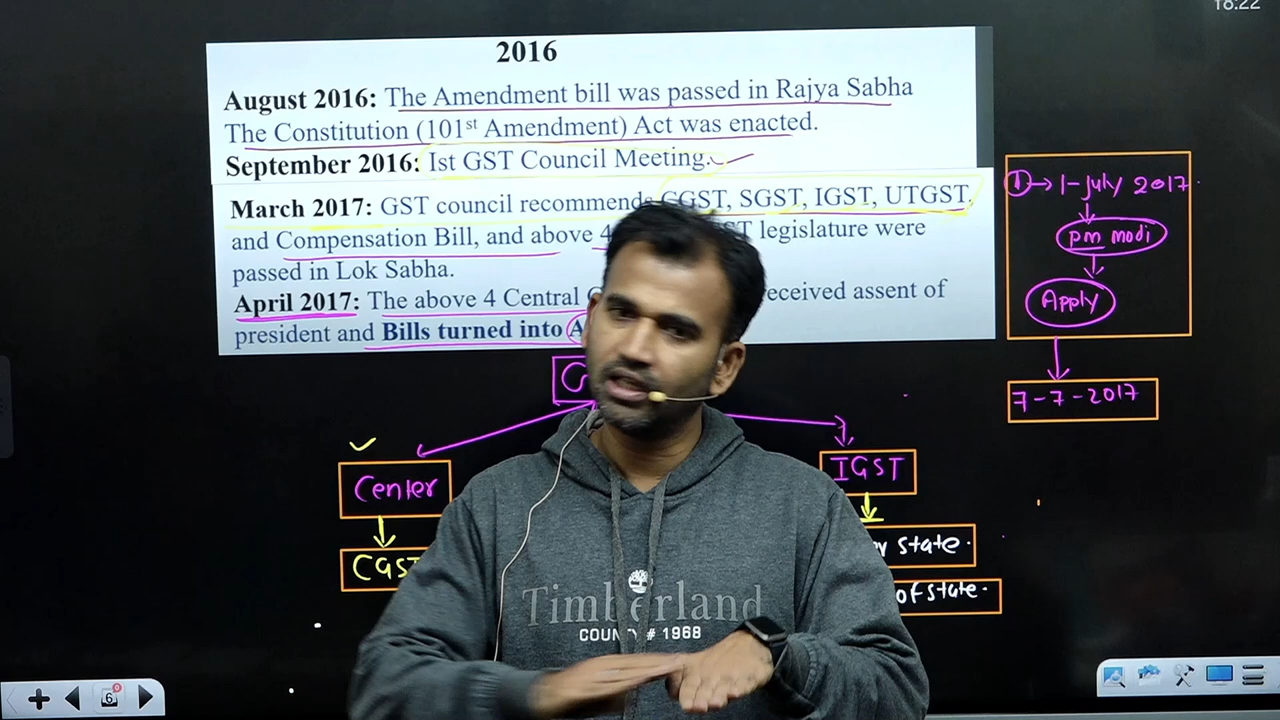 18:22
2016
August 2016: The Amendment bill was passed in Rajya Sabha
The Constitution (101st Amendment) Act was enacted.
September 2016: Ist GST Council Meeting.
March 2017: GST council recommends CGST, SGST, IGST, UTGST,
and Compensation Bill, and above 4 ST legislature were
passed in Lok Sabha.
April 2017: The above 4 Central received assent of
president and Bills turned into A
1 → 1-July 2017
pm modi
Apply
7-7-2017
G
Center
CGST
IGST
state.
of state.
Timberland
COUNTY # 1968
6